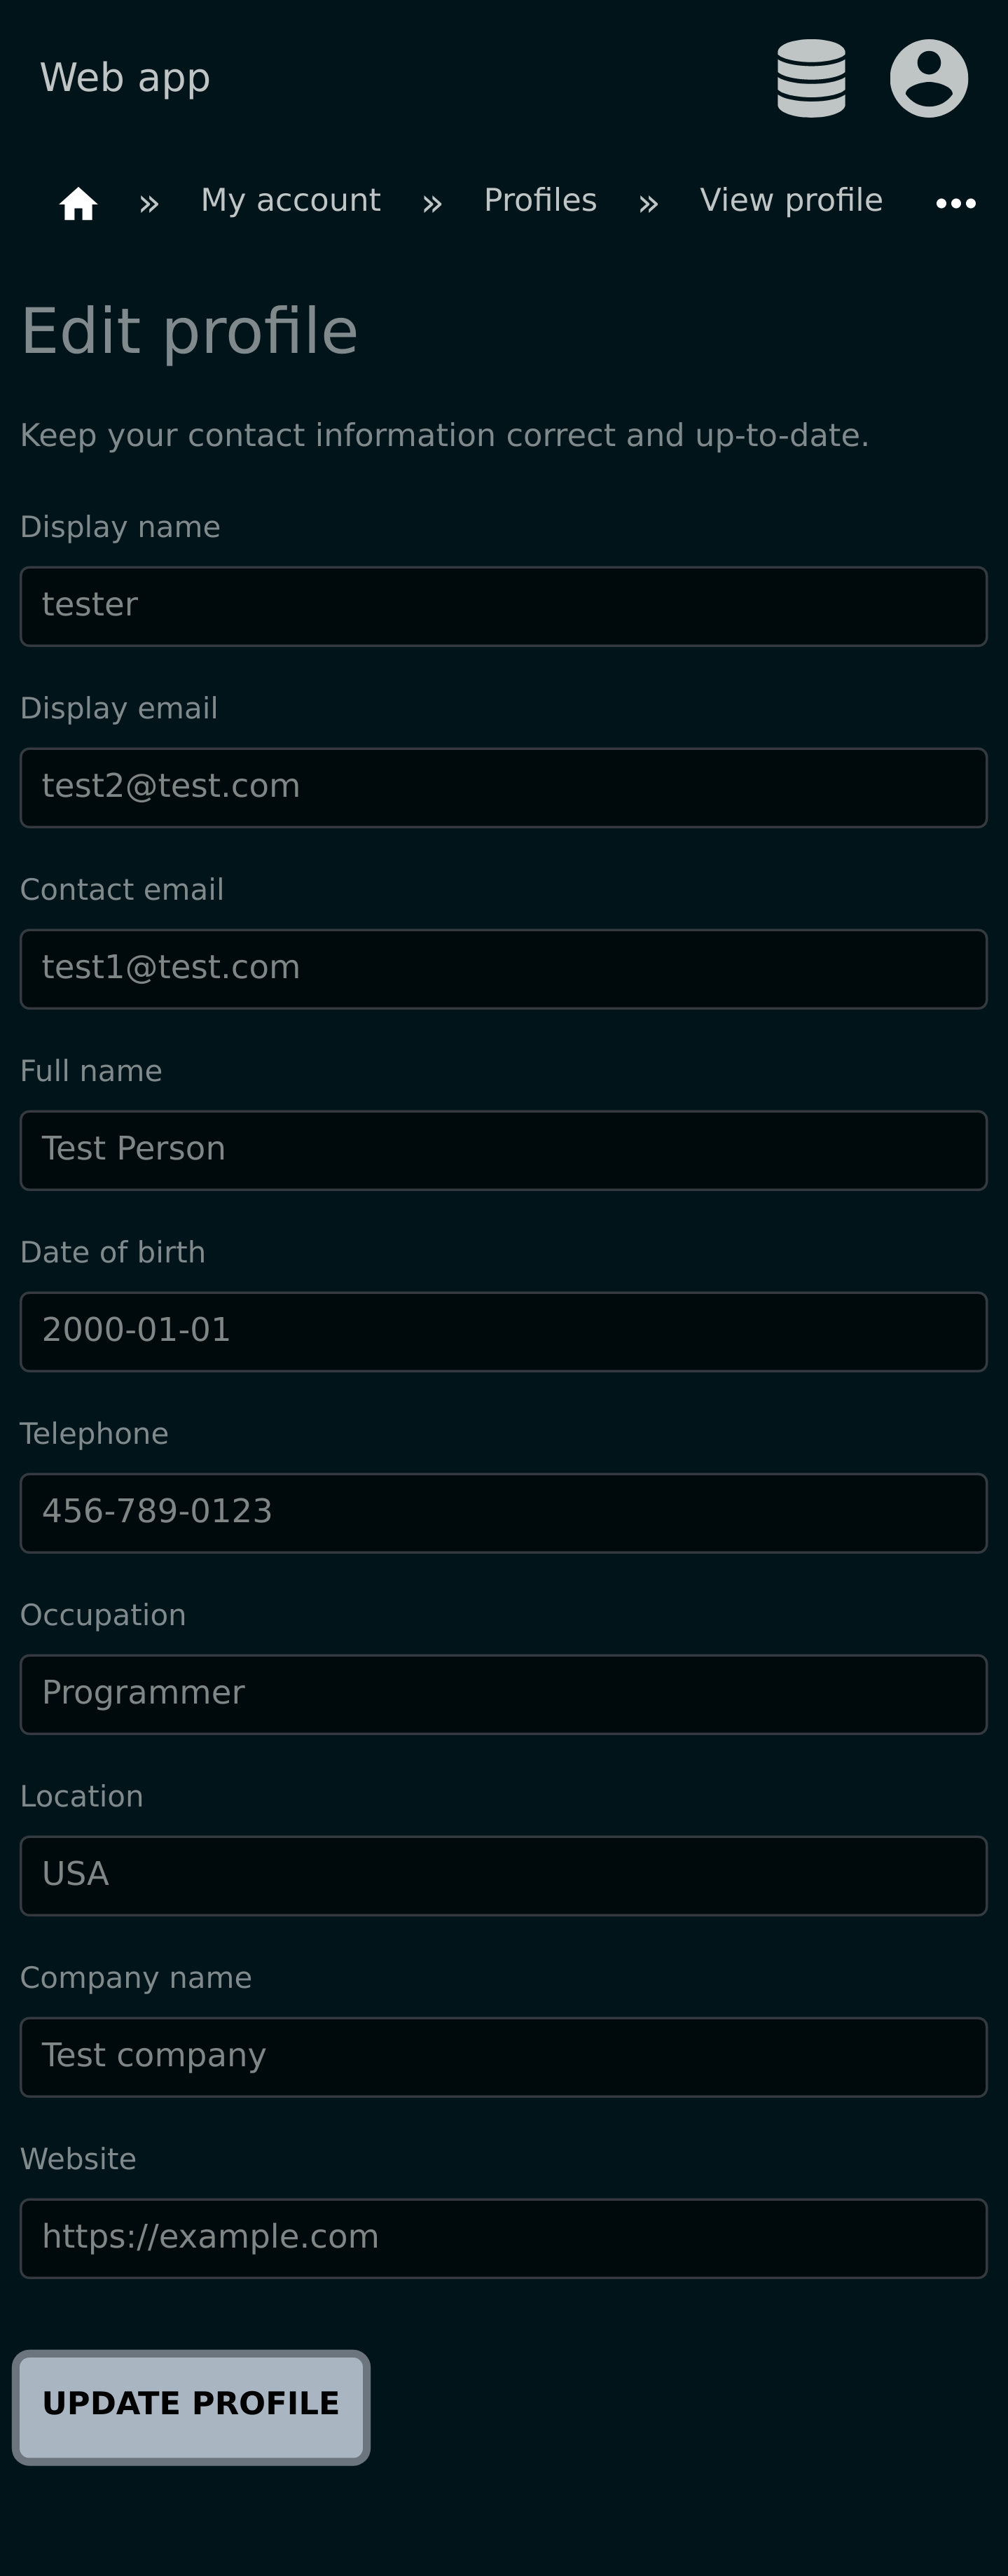 Web app
» My account » Profiles » View profile •••
Edit profile
Keep your contact information correct and up-to-date.
Display name
tester
Display email
test2@test.com
Contact email
test1@test.com
Full name
Test Person
Date of birth
2000-01-01
Telephone
456-789-0123
Occupation
Programmer
Location
USA
Company name
Test company
Website
https://example.com
UPDATE PROFILE